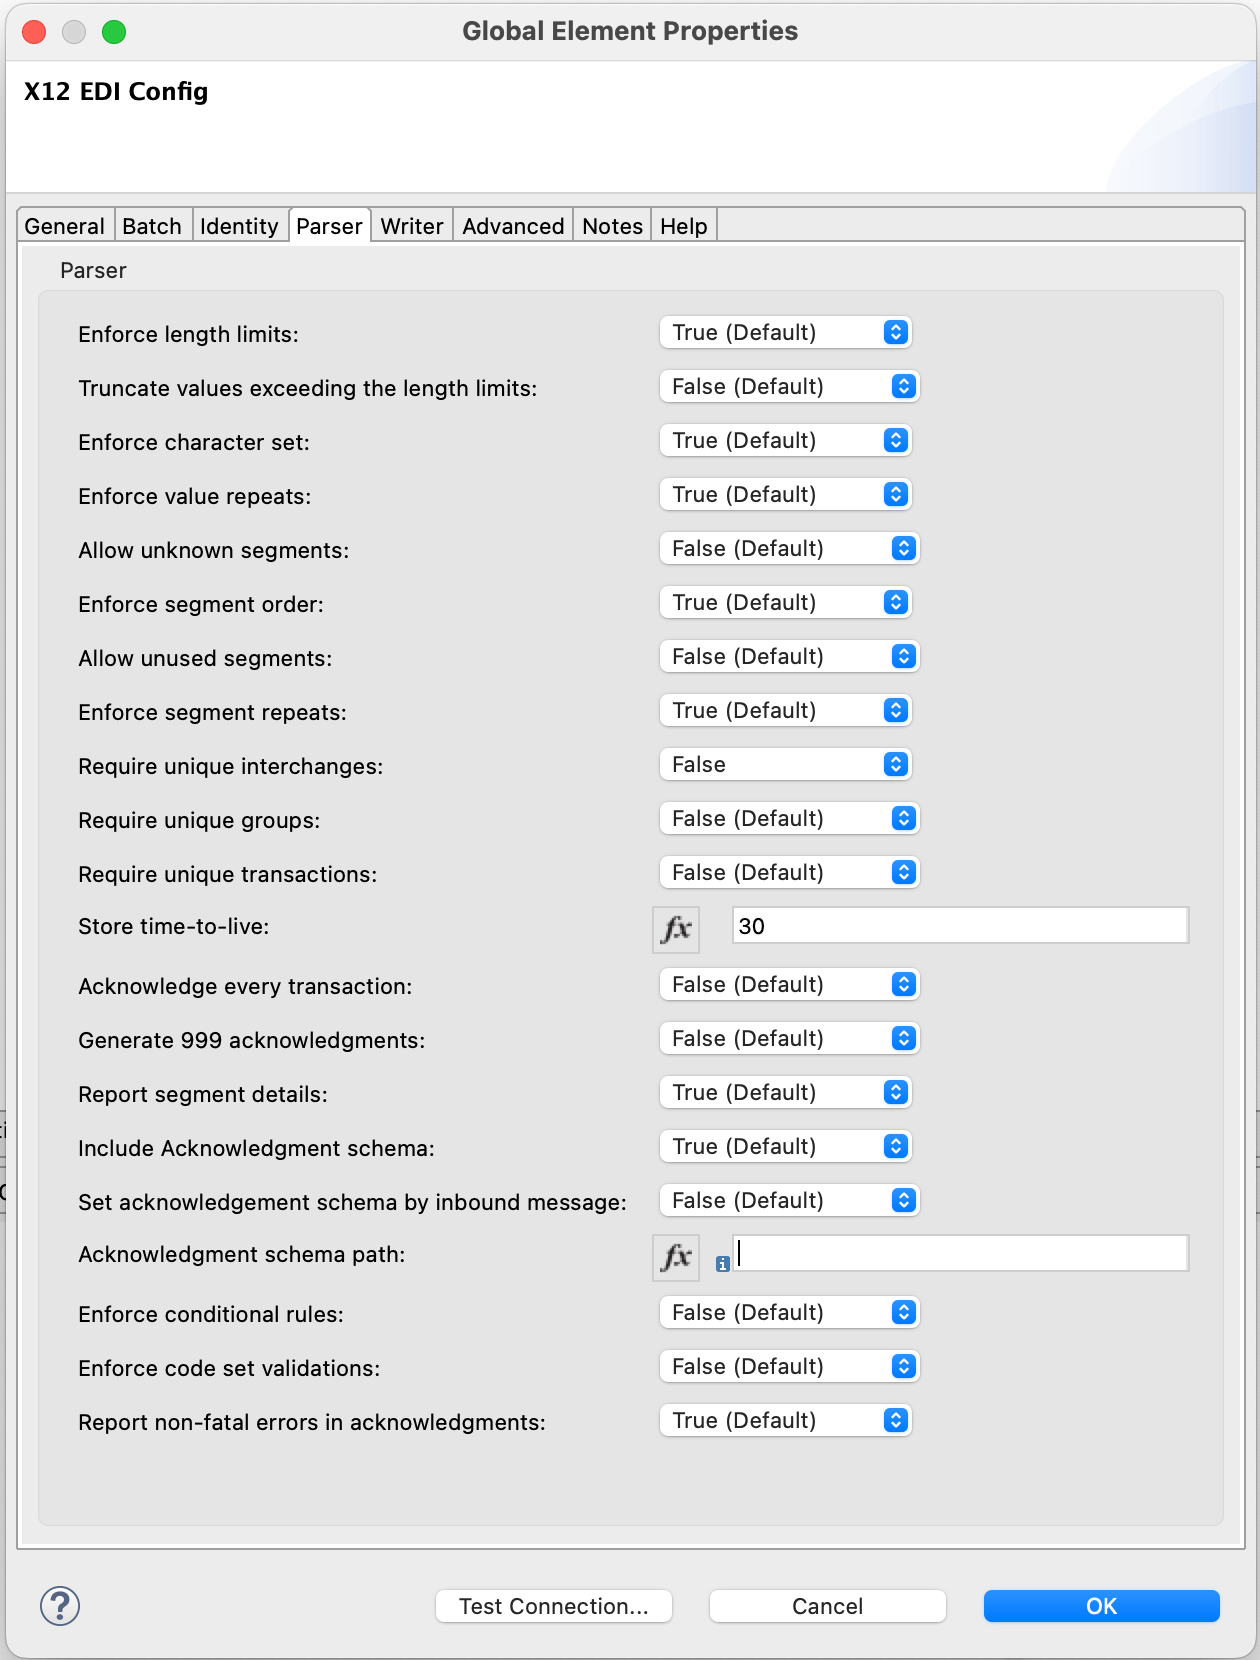 Global Element Properties
X12 EDI Config
General Batch Identity Parser Writer Advanced Notes Help
Parser
Enforce length limits: True (Default)
Truncate values exceeding the length limits: False (Default)
Enforce character set: True (Default)
Enforce value repeats: True (Default)
Allow unknown segments: False (Default)
Enforce segment order: True (Default)
Allow unused segments: False (Default)
Enforce segment repeats: True (Default)
Require unique interchanges: False
Require unique groups: False (Default)
Require unique transactions: False (Default)
Store time-to-live: fx 30
Acknowledge every transaction: False (Default)
Generate 999 acknowledgments: False (Default)
Report segment details: True (Default)
Include Acknowledgment schema: True (Default)
Set acknowledgement schema by inbound message: False (Default)
Acknowledgment schema path: fx i
Enforce conditional rules: False (Default)
Enforce code set validations: False (Default)
Report non-fatal errors in acknowledgments: True (Default)
? Test Connection... Cancel OK